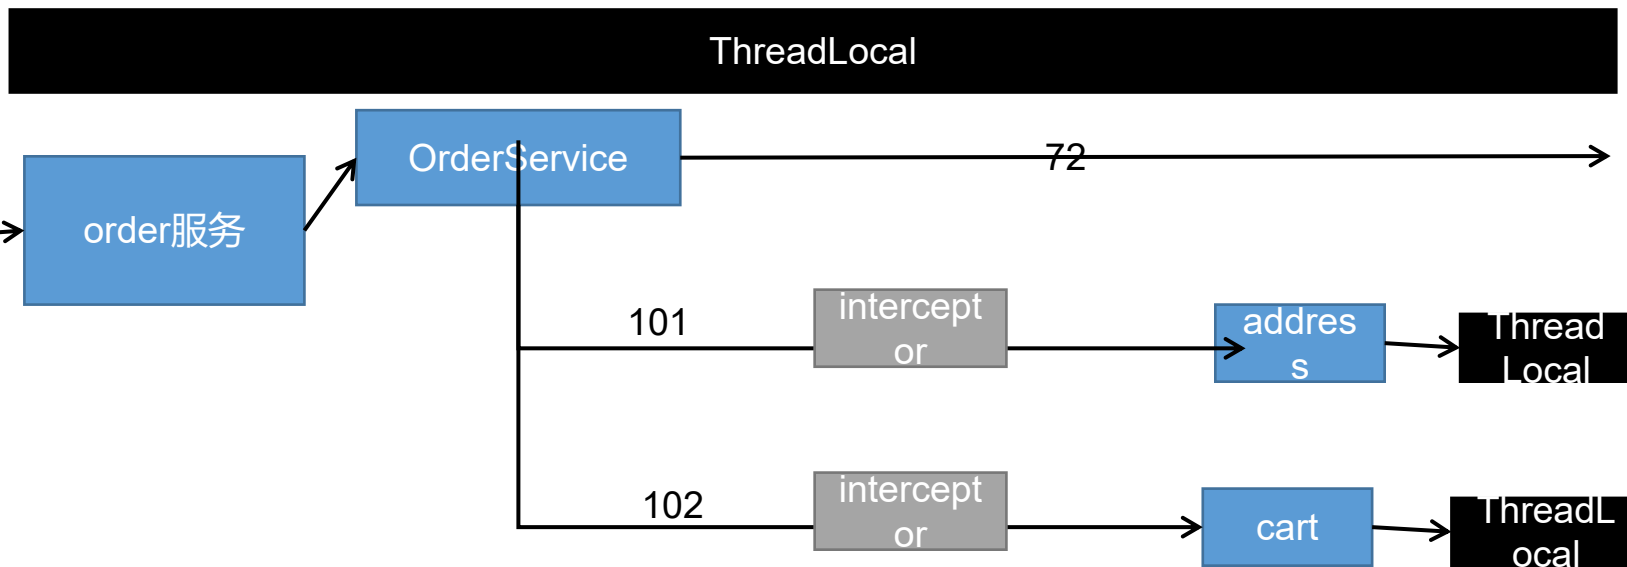 ThreadLocal
OrderService
72
order服务
101
intercept
or
addres
s
Thread
Local
102
intercept
or
cart
ThreadL
ocal